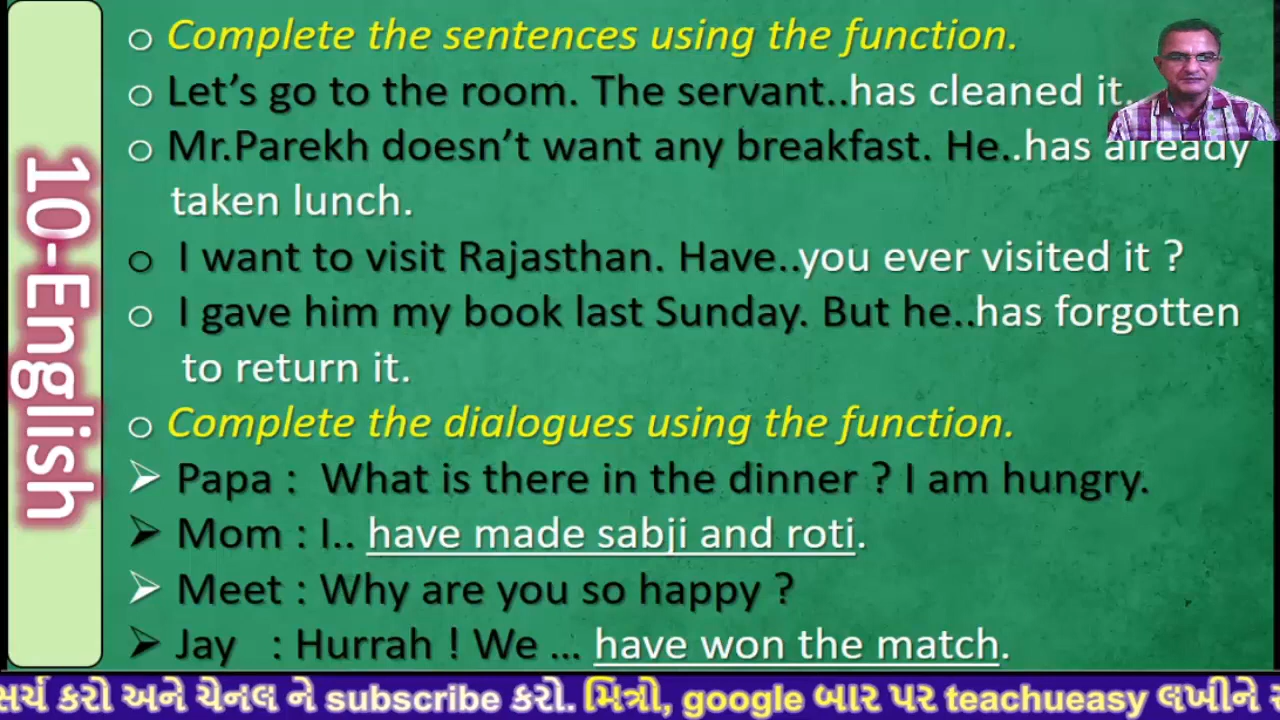 10-English
Complete the sentences using the function.
Let's go to the room. The servant..has cleaned it.
Mr.Parekh doesn't want any breakfast. He..has already
taken lunch.
I want to visit Rajasthan. Have..you ever visited it ?
I gave him my book last Sunday. But he..has forgotten
to return it.
Complete the dialogues using the function.
Papa : What is there in the dinner ? I am hungry.
Mom : I.. have made sabji and roti.
Meet : Why are you so happy ?
Jay : Hurrah ! We ... have won the match.
સર્ચ કરો અને ચેનલ ને subscribe કરો. મિત્રો, google બાર પર teachueasy લખીને